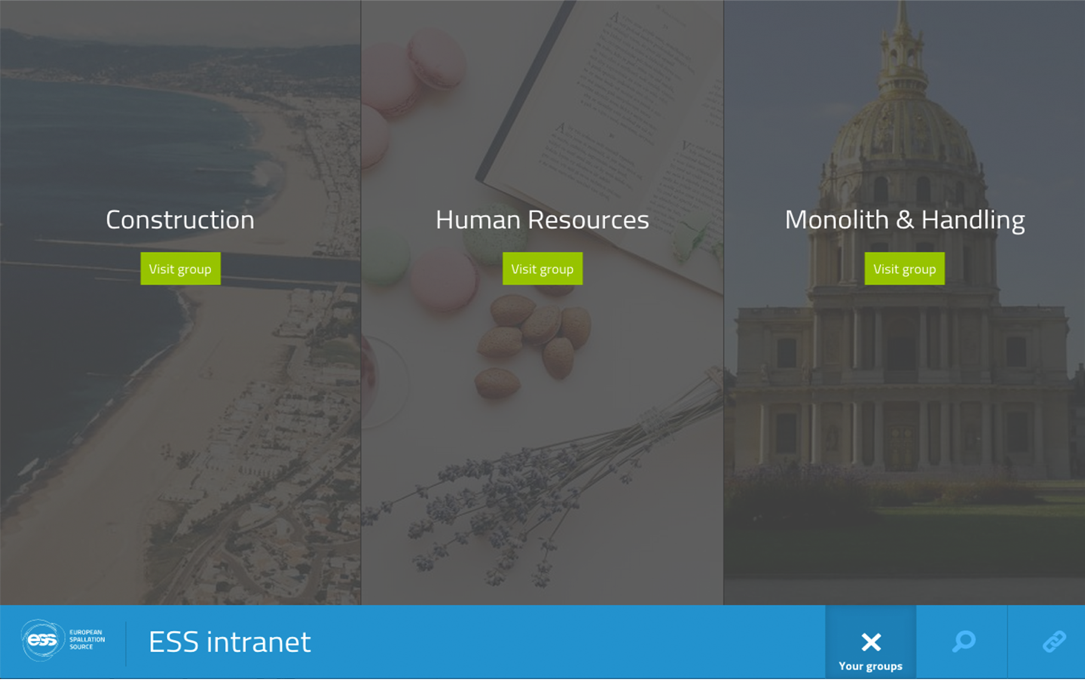 Construction
Visit group
Human Resources
Visit group
Monolith & Handling
Visit group
ess
EUROPEAN
SPALLATION
SOURCE
ESS intranet
Your groups